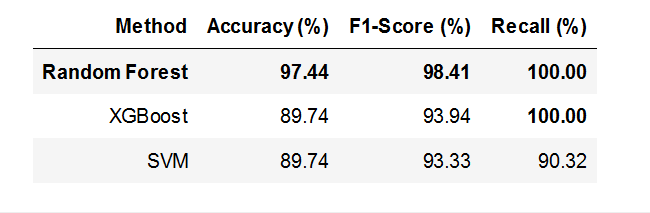 Method Accuracy (%) F1-Score (%) Recall (%)
Random Forest 97.44 98.41 100.00
XGBoost 89.74 93.94 100.00
SVM 89.74 93.33 90.32